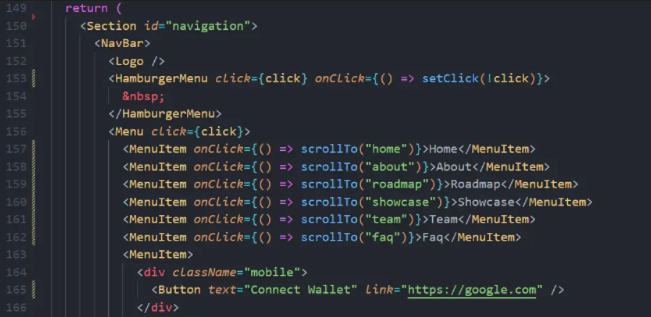 149 return (
150 <Section id="navigation">
151 <NavBar>
152 <Logo />
153 <HamburgerMenu click={click} onClick={() => setClick(!click)}>
154 &nbsp;
155 </HamburgerMenu>
156 <Menu click={click}>
157 <MenuItem onClick={() => scrollTo("home")}>Home</MenuItem>
158 <MenuItem onClick={() => scrollTo("about")}>About</MenuItem>
159 <MenuItem onClick={() => scrollTo("roadmap")}>Roadmap</MenuItem>
160 <MenuItem onClick={() => scrollTo("showcase")}>Showcase</MenuItem>
161 <MenuItem onClick={() => scrollTo("team")}>Team</MenuItem>
162 <MenuItem onClick={() => scrollTo("faq")}>Faq</MenuItem>
163 <MenuItem>
164 <div className="mobile">
165 <Button text="Connect Wallet" link="https://google.com" />
166 </div>